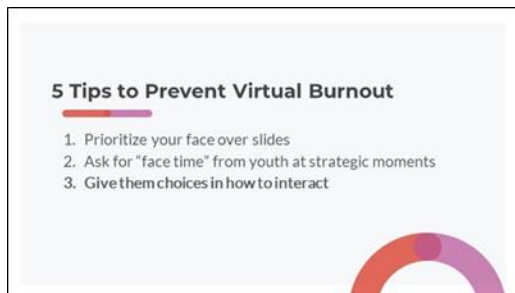 5 Tips to Prevent Virtual Burnout
1. Prioritize your face over slides
2. Ask for “face time” from youth at strategic moments
3. Give them choices in how to interact